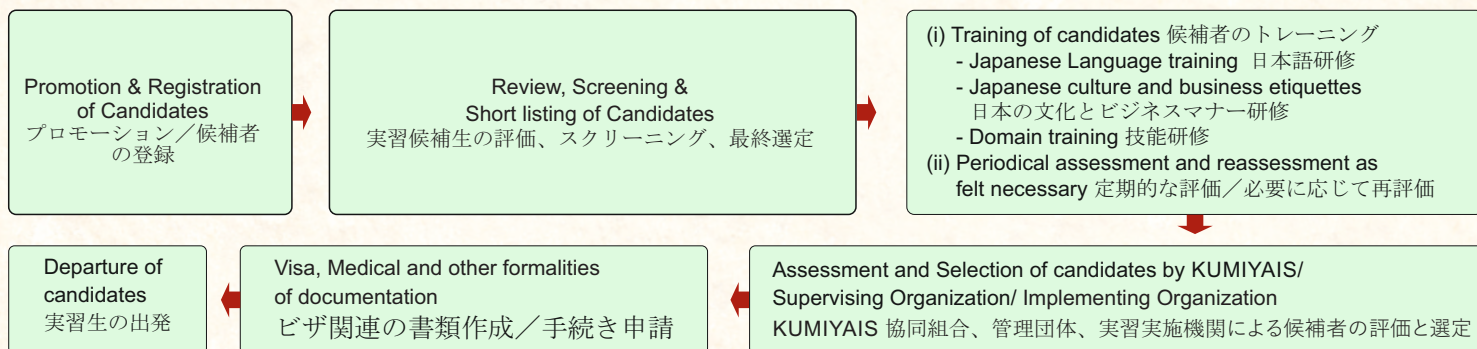 Promotion & Registration
of Candidates
プロモーション／候補者
の登録
Review, Screening &
Short listing of Candidates
実習候補生の評価、スクリーニング、最終選定
(i) Training of candidates 候補者のトレーニング
- Japanese Language training 日本語研修
- Japanese culture and business etiquettes
日本の文化とビジネスマナー研修
- Domain training 技能研修
(ii) Periodical assessment and reassessment as
felt necessary 定期的な評価／必要に応じて再評価
Assessment and Selection of candidates by KUMIYAIS/
Supervising Organization/ Implementing Organization
KUMIYAIS 協同組合、管理団体、実習実施機関による候補者の評価と選定
Visa, Medical and other formalities
of documentation
ビザ関連の書類作成／手続き申請
Departure of
candidates
実習生の出発